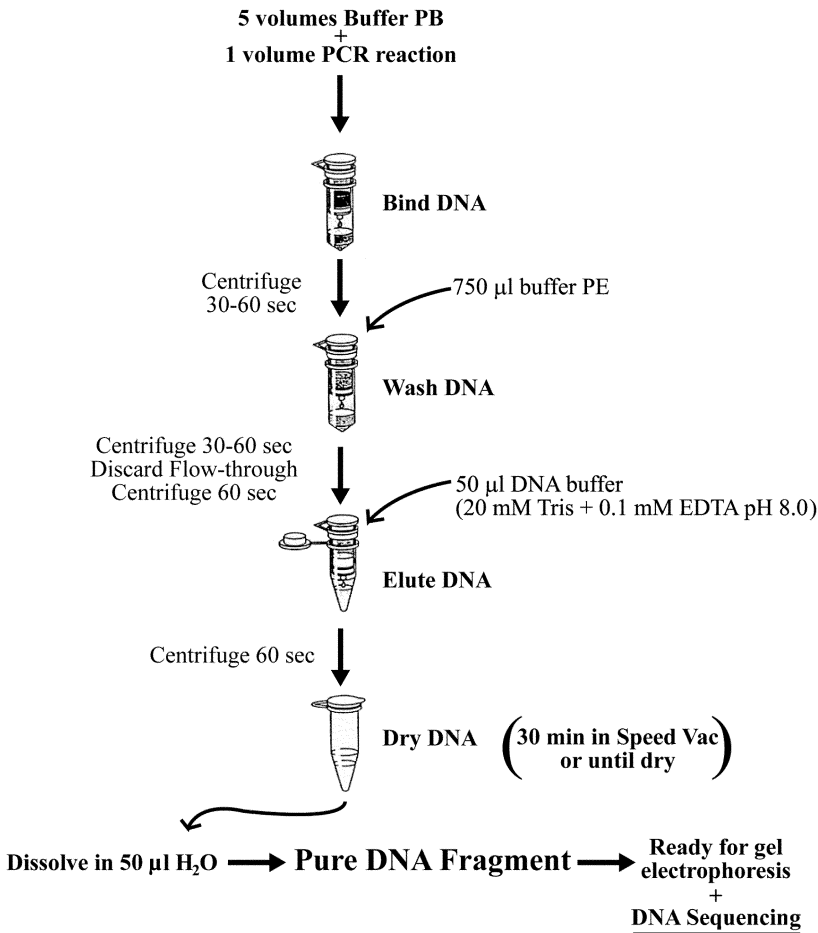 5 volumes Buffer PB
+
1 volume PCR reaction
Bind DNA
Centrifuge
30-60 sec
750 µl buffer PE
Wash DNA
Centrifuge 30-60 sec
Discard Flow-through
Centrifuge 60 sec
50 µl DNA buffer
(20 mM Tris + 0.1 mM EDTA pH 8.0)
Elute DNA
Centrifuge 60 sec
Dry DNA
(30 min in Speed Vac
or until dry)
Dissolve in 50 µl H₂O
Pure DNA Fragment
Ready for gel
electrophoresis
+
DNA Sequencing